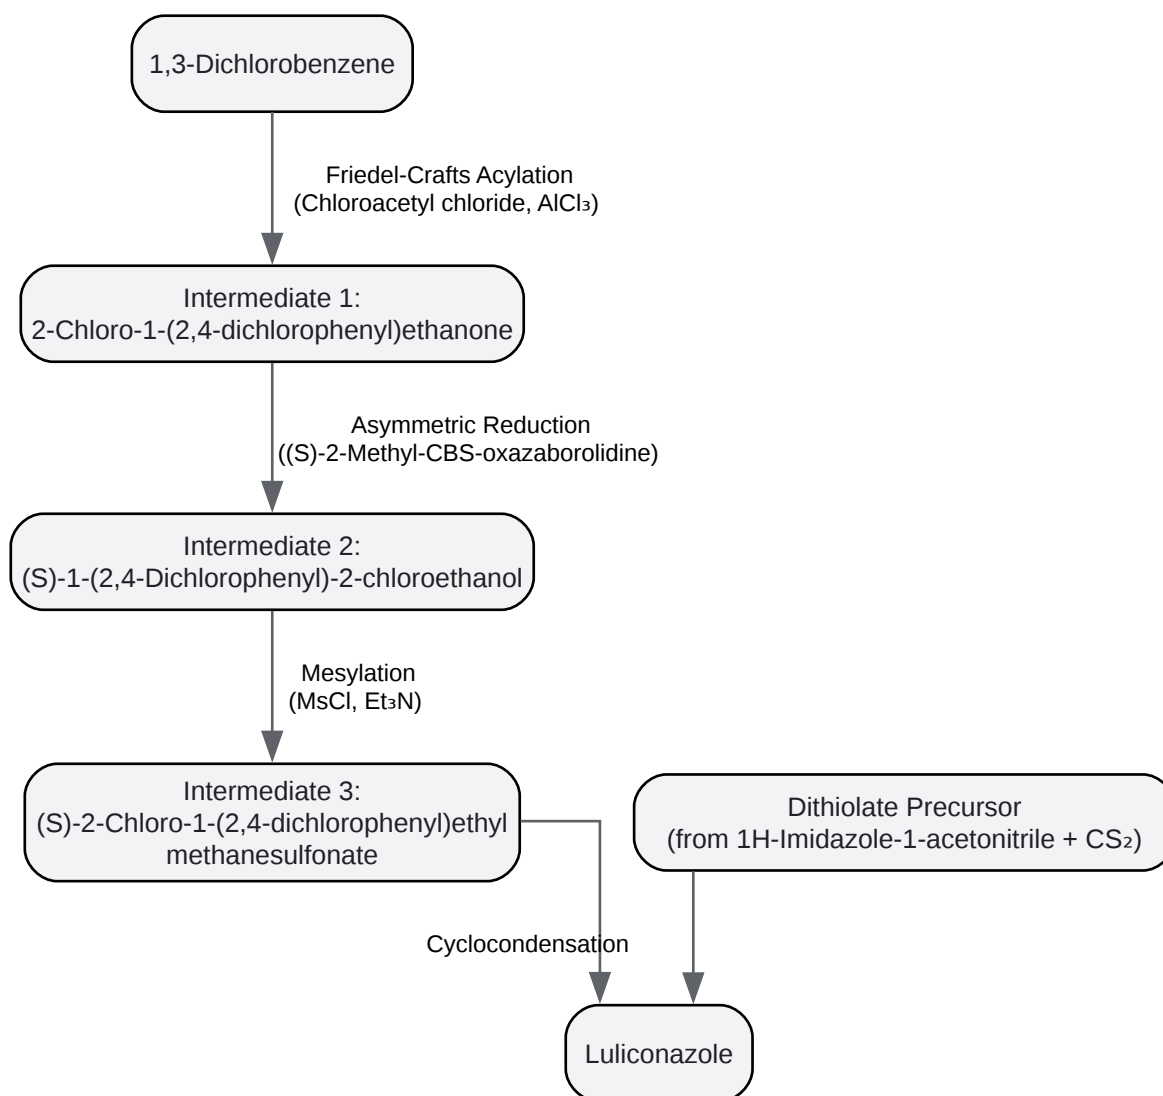 1,3-Dichlorobenzene
Friedel-Crafts Acylation
(Chloroacetyl chloride, AlCl₃)
Intermediate 1:
2-Chloro-1-(2,4-dichlorophenyl)ethanone
Asymmetric Reduction
((S)-2-Methyl-CBS-oxazaborolidine)
Intermediate 2:
(S)-1-(2,4-Dichlorophenyl)-2-chloroethanol
Mesylation
(MsCl, Et₃N)
Intermediate 3:
(S)-2-Chloro-1-(2,4-dichlorophenyl)ethyl
methanesulfonate
Dithiolate Precursor
(from 1H-Imidazole-1-acetonitrile + CS₂)
Cyclocondensation
Luliconazole